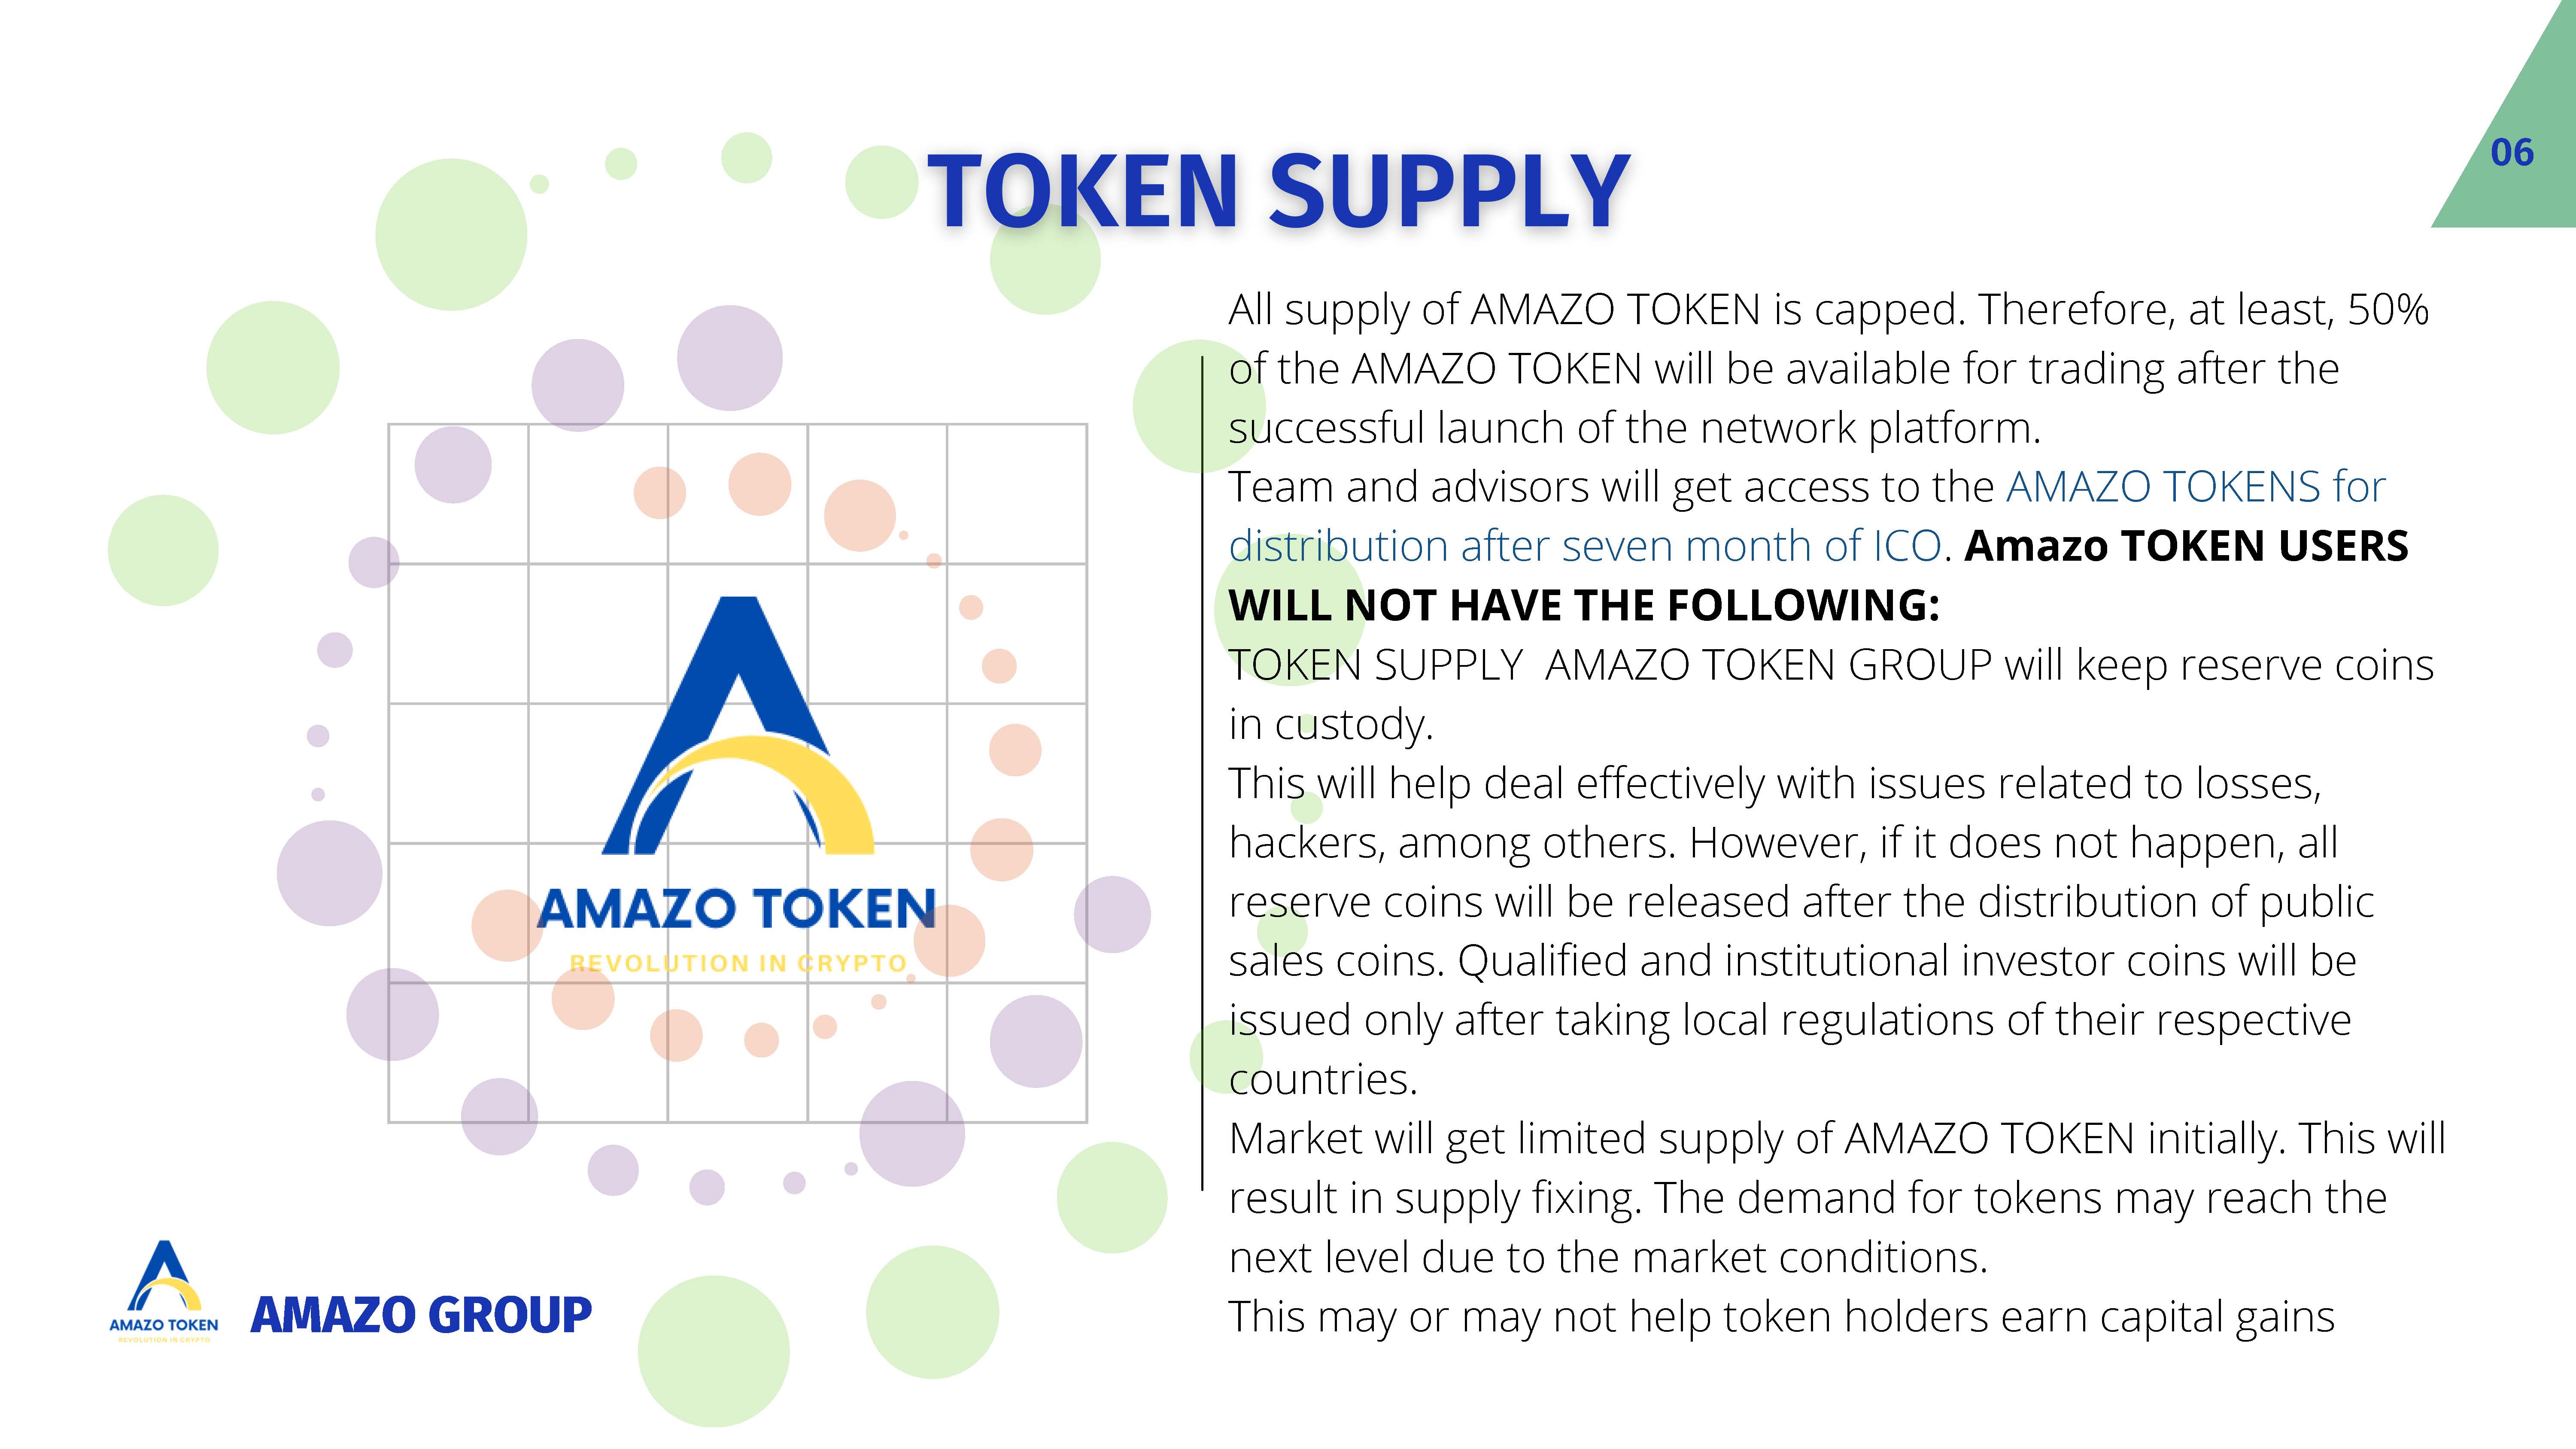 06
TOKEN SUPPLY
All supply of AMAZO TOKEN is capped. Therefore, at least, 50%
of the AMAZO TOKEN will be available for trading after the
successful launch of the network platform.
Team and advisors will get access to the AMAZO TOKENS for
distribution after seven month of ICO. Amazo TOKEN USERS
WILL NOT HAVE THE FOLLOWING:
TOKEN SUPPLY  AMAZO TOKEN GROUP will keep reserve coins
in custody.
This will help deal effectively with issues related to losses,
hackers, among others. However, if it does not happen, all
reserve coins will be released after the distribution of public
sales coins. Qualified and institutional investor coins will be
issued only after taking local regulations of their respective
countries.
Market will get limited supply of AMAZO TOKEN initially. This will
result in supply fixing. The demand for tokens may reach the
next level due to the market conditions.
This may or may not help token holders earn capital gains
AMAZO TOKEN
REVOLUTION IN CRYPTO
AMAZO TOKEN
REVOLUTION IN CRYPTO
AMAZO GROUP